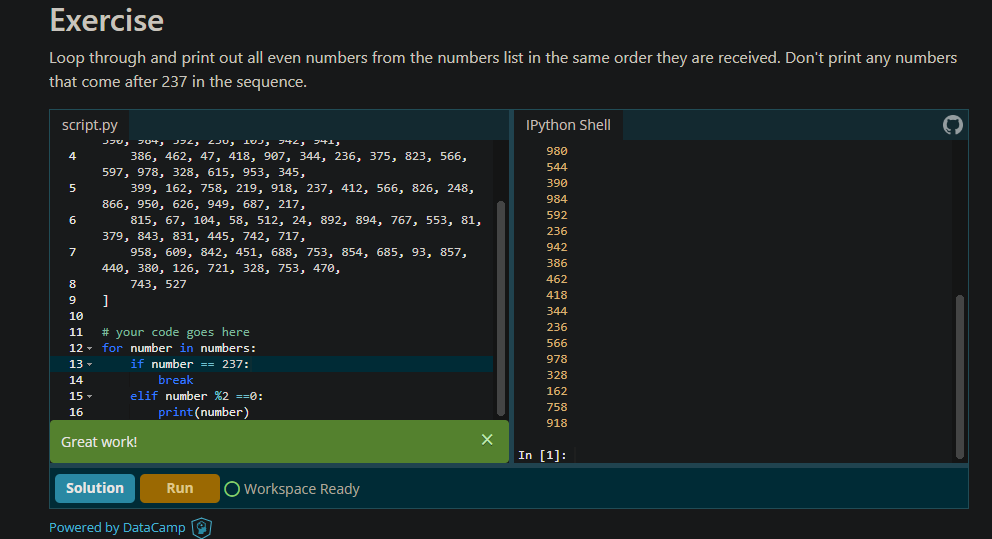 Exercise
Loop through and print out all even numbers from the numbers list in the same order they are received. Don't print any numbers
that come after 237 in the sequence.
script.py
IPython Shell
390, 984, 592, 236, 105, 942, 941,
4 386, 462, 47, 418, 907, 344, 236, 375, 823, 566,
597, 978, 328, 615, 953, 345,
5 399, 162, 758, 219, 918, 237, 412, 566, 826, 248,
866, 950, 626, 949, 687, 217,
6 815, 67, 104, 58, 512, 24, 892, 894, 767, 553, 81,
379, 843, 831, 445, 742, 717,
7 958, 609, 842, 451, 688, 753, 854, 685, 93, 857,
440, 380, 126, 721, 328, 753, 470,
8 743, 527
9 ]
10
11 # your code goes here
12 for number in numbers:
13 if number == 237:
14 break
15 elif number %2 ==0:
16 print(number)
Great work!
980
544
390
984
592
236
942
386
462
418
344
236
566
978
328
162
758
918
In [1]:
Solution
Run
Workspace Ready
Powered by DataCamp